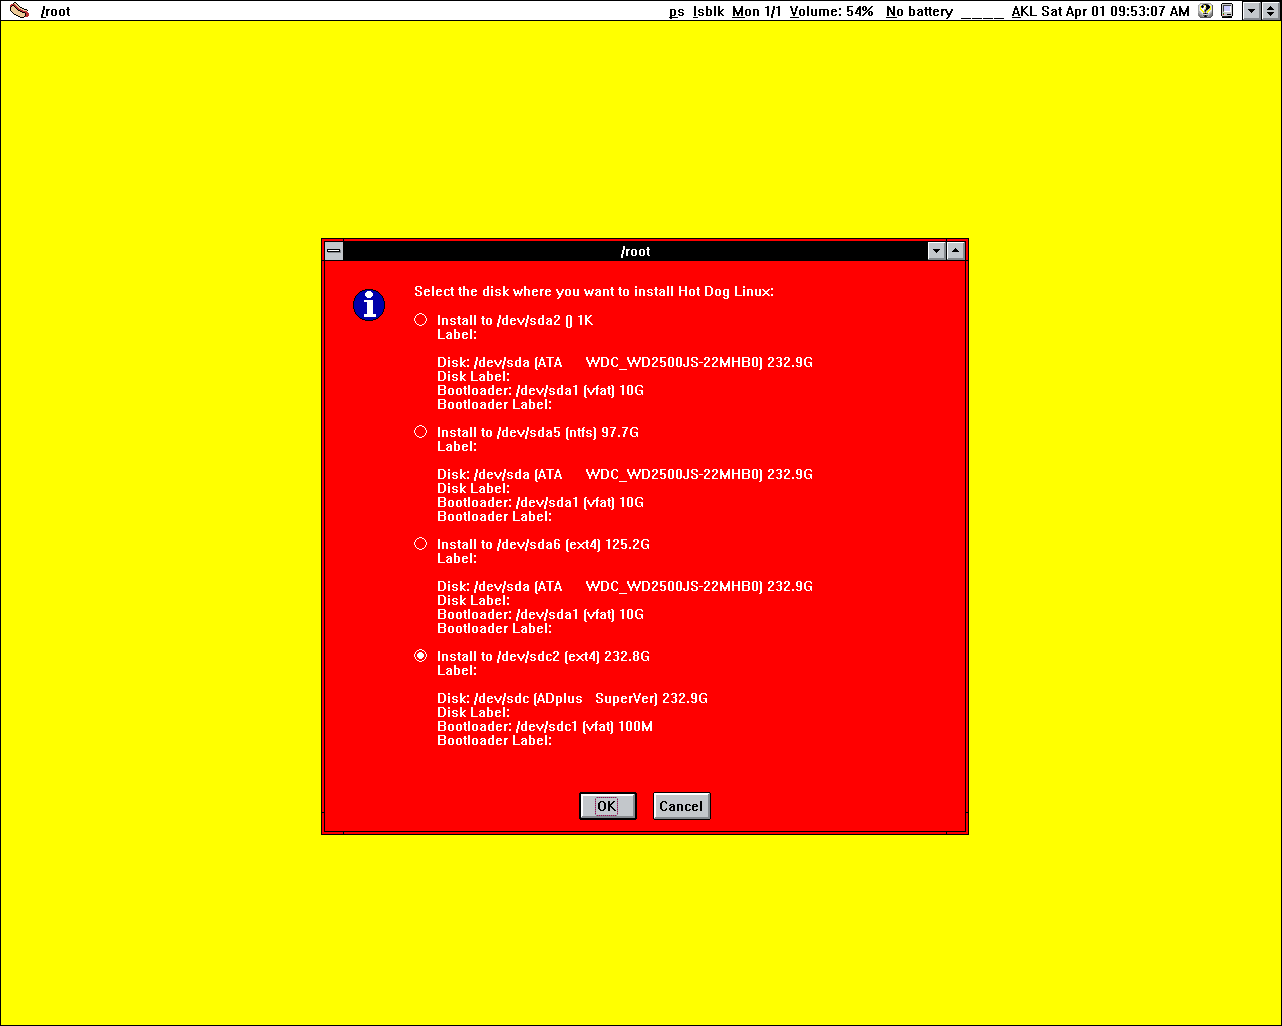 /root ps lsblk Mon 1/1 Volume: 54% No battery ____ AKL Sat Apr 01 09:53:07 AM
/root
Select the disk where you want to install Hot Dog Linux:
Install to /dev/sda2 () 1K
Label:
Disk: /dev/sda (ATA WDC_WD2500JS-22MHB0) 232.9G
Disk Label:
Bootloader: /dev/sda1 (vfat) 10G
Bootloader Label:
Install to /dev/sda5 (ntfs) 97.7G
Label:
Disk: /dev/sda (ATA WDC_WD2500JS-22MHB0) 232.9G
Disk Label:
Bootloader: /dev/sda1 (vfat) 10G
Bootloader Label:
Install to /dev/sda6 (ext4) 125.2G
Label:
Disk: /dev/sda (ATA WDC_WD2500JS-22MHB0) 232.9G
Disk Label:
Bootloader: /dev/sda1 (vfat) 10G
Bootloader Label:
Install to /dev/sdc2 (ext4) 232.8G
Label:
Disk: /dev/sdc (ADplus SuperVer) 232.9G
Disk Label:
Bootloader: /dev/sdc1 (vfat) 100M
Bootloader Label:
OK Cancel